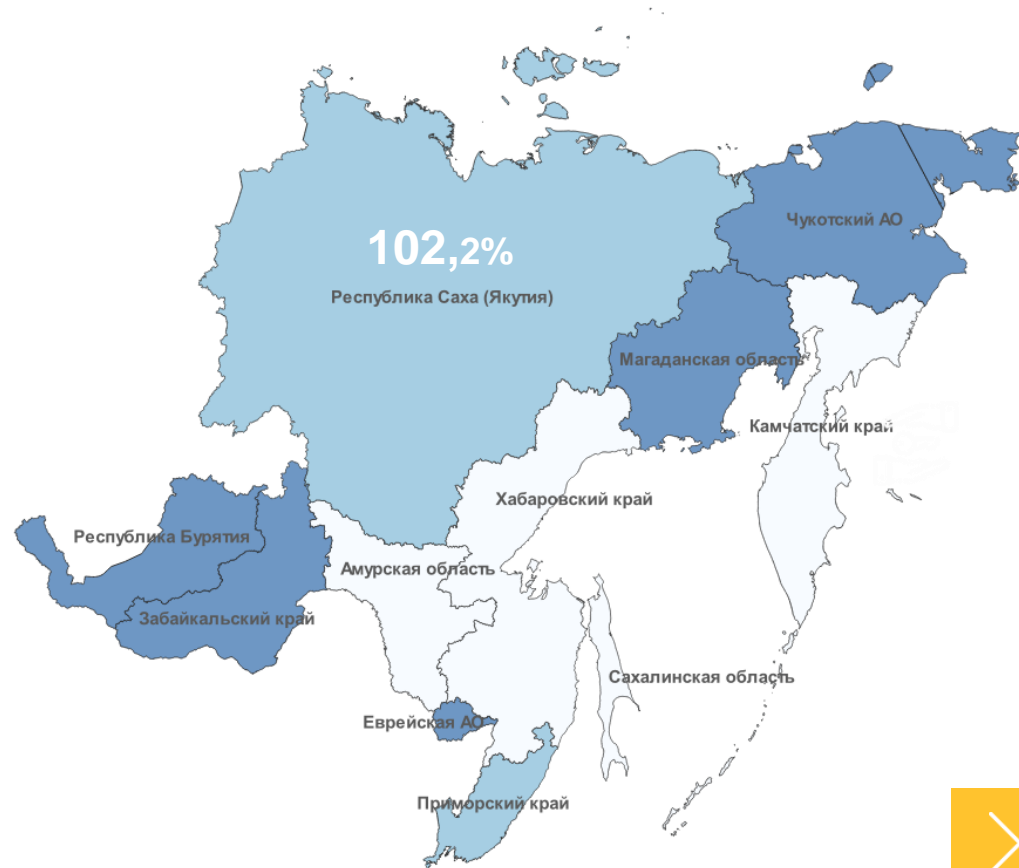 Чукотский АО
102,2%
Республика Саха (Якутия)
Магаданская область
Камчатский край
Хабаровский край
Республика Бурятия
Амурская область
Забайкальский край
Сахалинская область
Еврейская АО
Приморский край